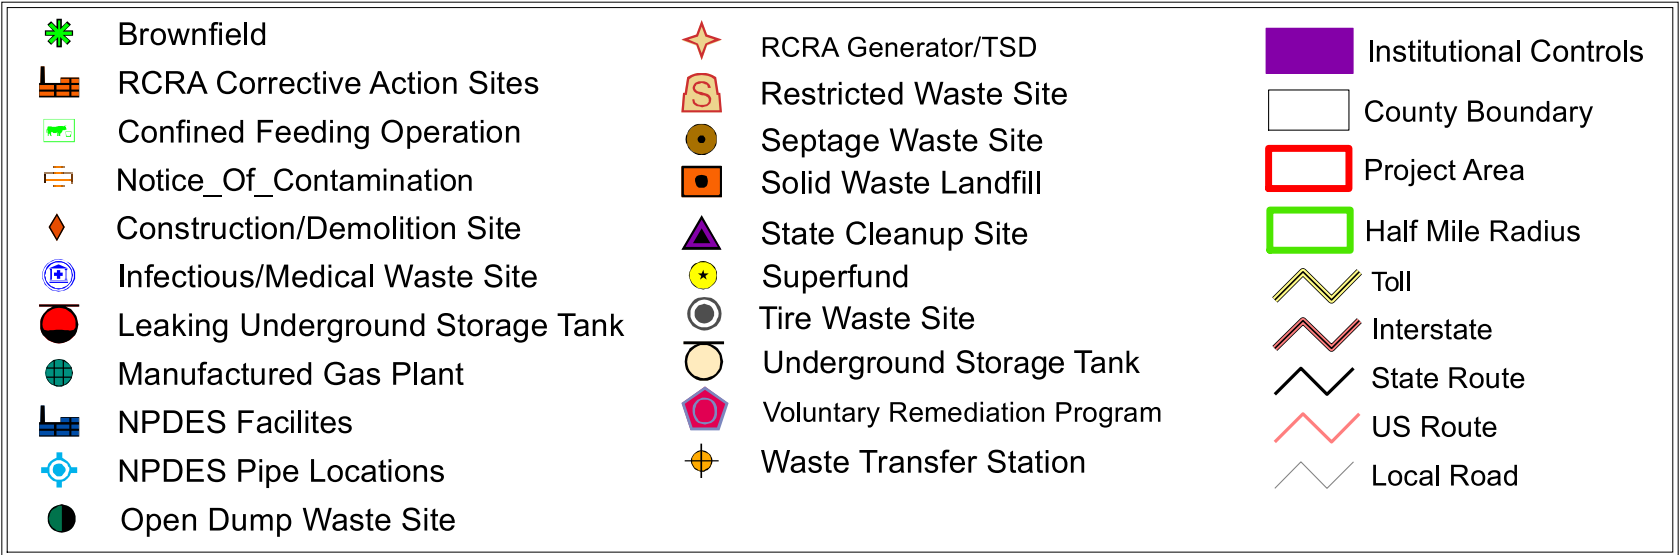 Brownfield
RCRA Corrective Action Sites
Confined Feeding Operation
Notice_Of_Contamination
Construction/Demolition Site
Infectious/Medical Waste Site
Leaking Underground Storage Tank
Manufactured Gas Plant
NPDES Facilites
NPDES Pipe Locations
Open Dump Waste Site
RCRA Generator/TSD
S
Restricted Waste Site
Septage Waste Site
Solid Waste Landfill
State Cleanup Site
Superfund
Tire Waste Site
Underground Storage Tank
Voluntary Remediation Program
Waste Transfer Station
Institutional Controls
County Boundary
Project Area
Half Mile Radius
Toll
Interstate
State Route
US Route
Local Road